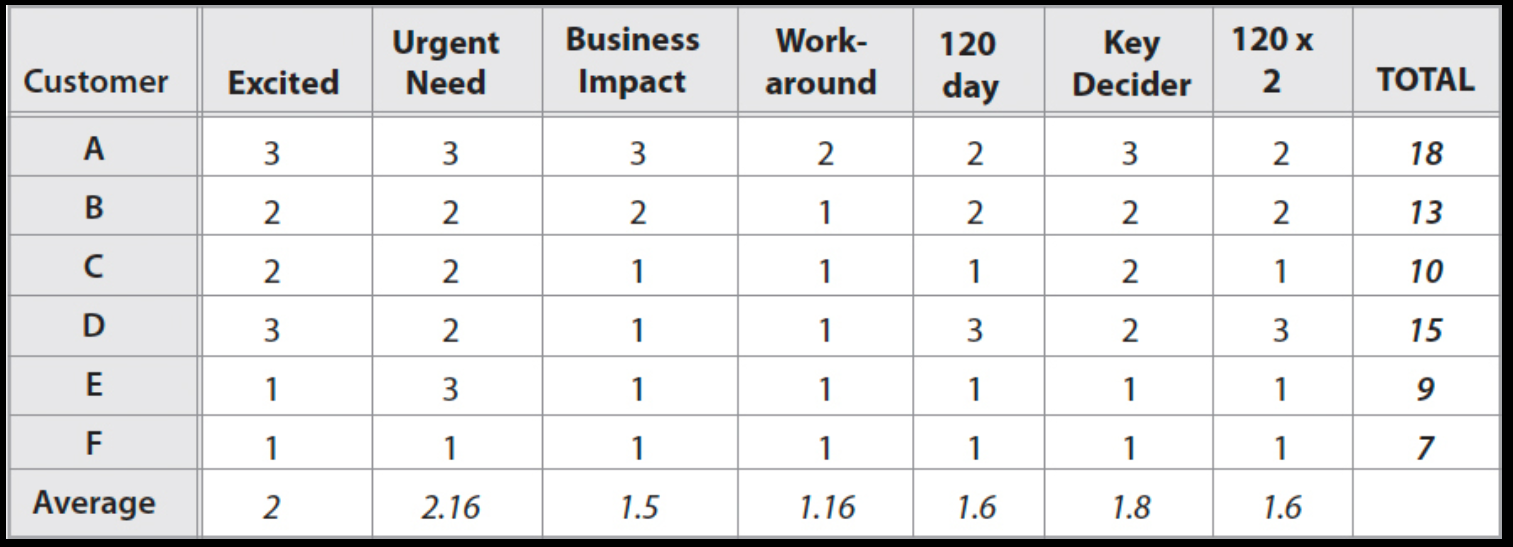 Customer Excited Urgent Need Business Impact Work-around 120 day Key Decider 120 x 2 TOTAL
A 3 3 3 2 2 3 2 18
B 2 2 2 1 2 2 2 13
C 2 2 1 1 1 2 1 10
D 3 2 1 1 3 2 3 15
E 1 3 1 1 1 1 1 9
F 1 1 1 1 1 1 1 7
Average 2 2.16 1.5 1.16 1.6 1.8 1.6